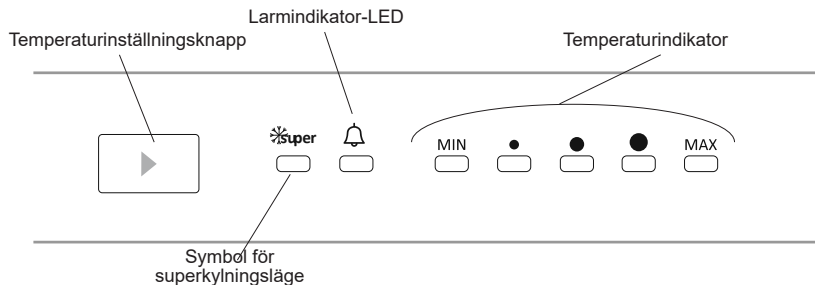 Larmindikator-LED
Temperaturinställningsknapp
Temperaturindikator
super
MIN
MAX
Symbol för
superkylningsläge